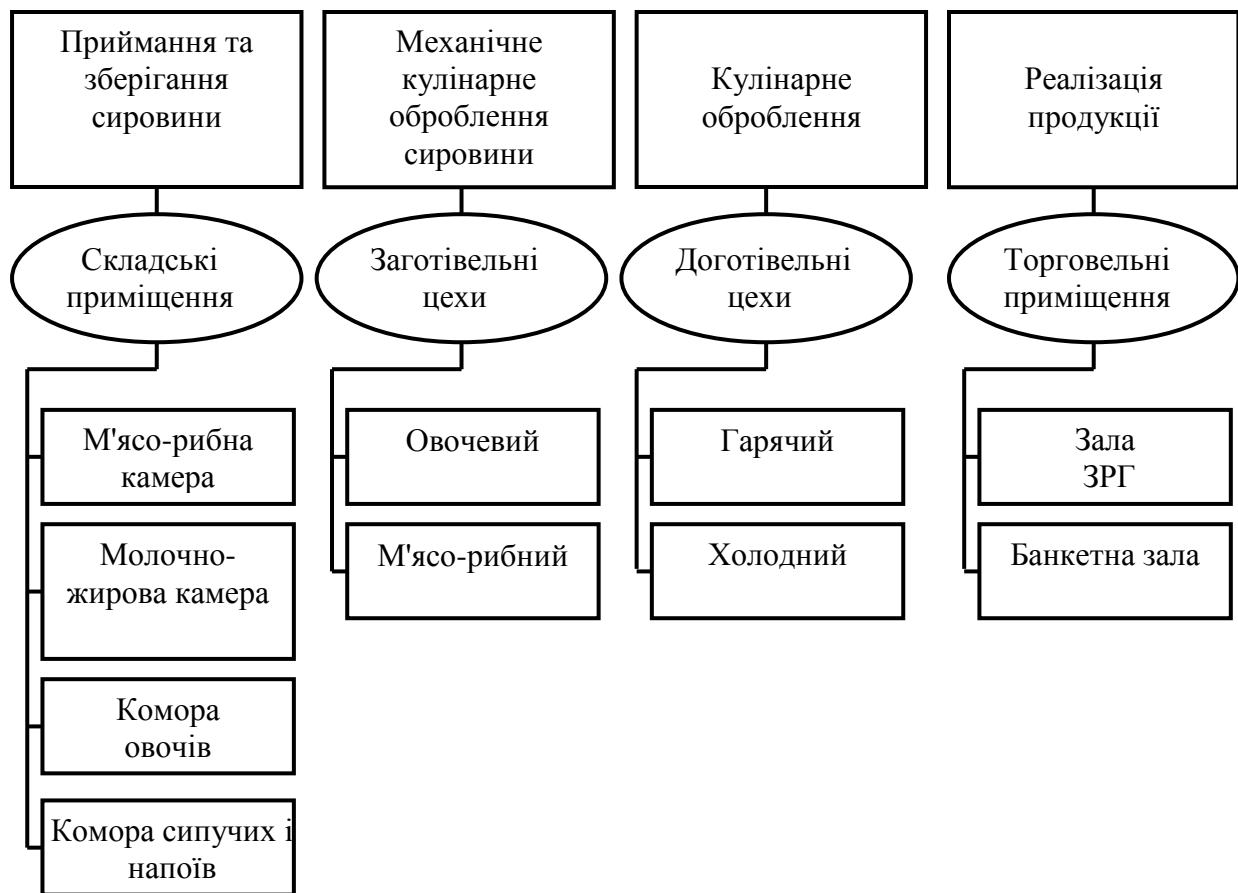 Приймання та
зберігання
сировини
Механічне
кулінарне
оброблення
сировини
Кулінарне
оброблення
Реалізація
продукції
Складські
приміщення
Заготівельні
цехи
Доготівельні
цехи
Торговельні
приміщення
М'ясо-рибна
камера
Молочно-
жирова камера
Комора
овочів
Комора сипучих і
напоїв
Овочевий
М'ясо-рибний
Гарячий
Холодний
Зала
ЗРГ
Банкетна зала